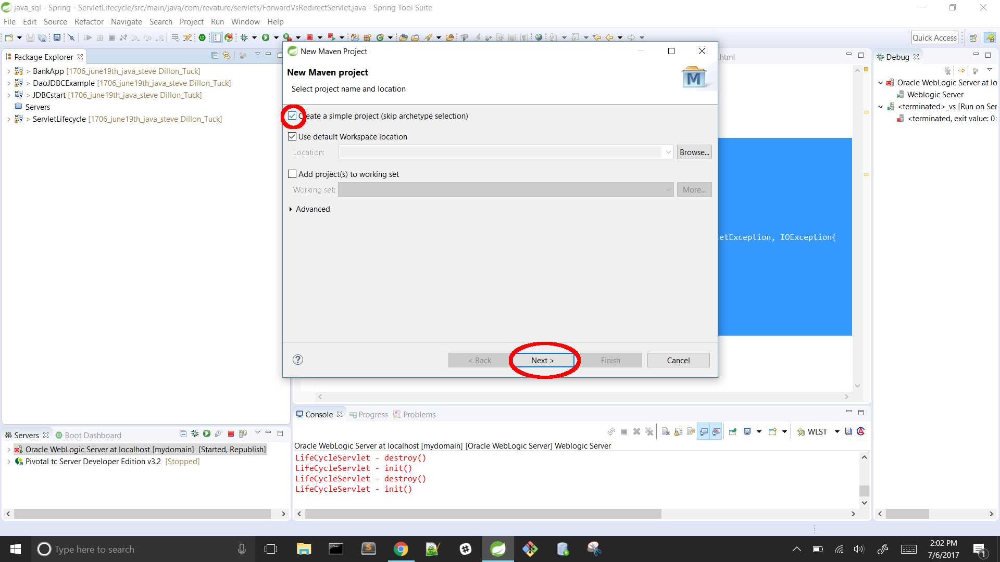 java_sql - Spring - ServletLifecycle/src/main/java/com/revature/servlets/ForwardVsRedirectServlet.java - Spring Tool Suite
File Edit Source Refactor Navigate Search Project Run Window Help
Quick Access
Package Explorer
> BankApp [1706_june19th_java_steve Dillon_Tuck]
> DaoJDBCExample [1706_june19th_java_steve Dillon_Tuck]
> JDBCstart [1706_june19th_java_steve Dillon_Tuck]
Servers
> ServletLifecycle [1706_june19th_java_steve Dillon_Tuck]
New Maven Project
New Maven project
Select project name and location
M
Create a simple project (skip archetype selection)
Use default Workspace location
Location:
Browse...
Add project(s) to working set
Working set:
More...
Advanced
?
< Back
Next >
Finish
Cancel
.html
letException, IOException{
Debug
Oracle WebLogic Server at lo
Weblogic Server
<terminated>_vs [Run on Ser
<terminated, exit value: 0>
Servers
Boot Dashboard
Oracle WebLogic Server at localhost [mydomain] [Started, Republish]
Pivotal tc Server Developer Edition v3.2 [Stopped]
Console
Progress
Problems
WLST
Oracle WebLogic Server at localhost [mydomain] [Oracle WebLogic Server] Weblogic Server
LifeCycleServlet - destroy()
LifeCycleServlet - init()
LifeCycleServlet - destroy()
LifeCycleServlet - init()
Type here to search
2:02 PM
7/6/2017
1